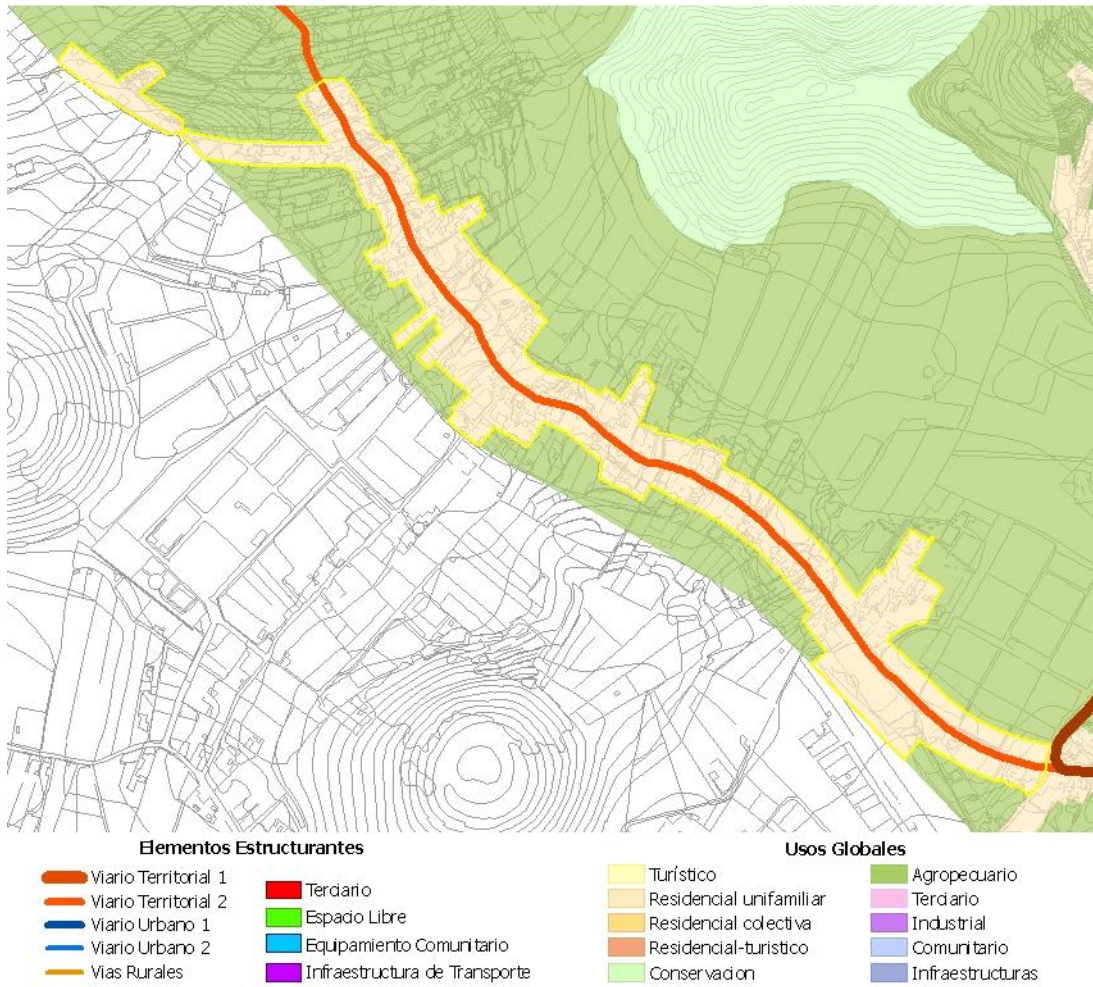 Elementos Estructurantes
Viario Territorial 1
Viario Territorial 2
Viario Urbano 1
Viario Urbano 2
Vias Rurales
Terciario
Espacio Libre
Equipamiento Comunitario
Infraestructura de Transporte
Usos Globales
Turístico
Residencial unifamiliar
Residencial colectiva
Residencial-turistico
Conservacion
Agropecuario
Terciario
Industrial
Comunitario
Infraestructuras